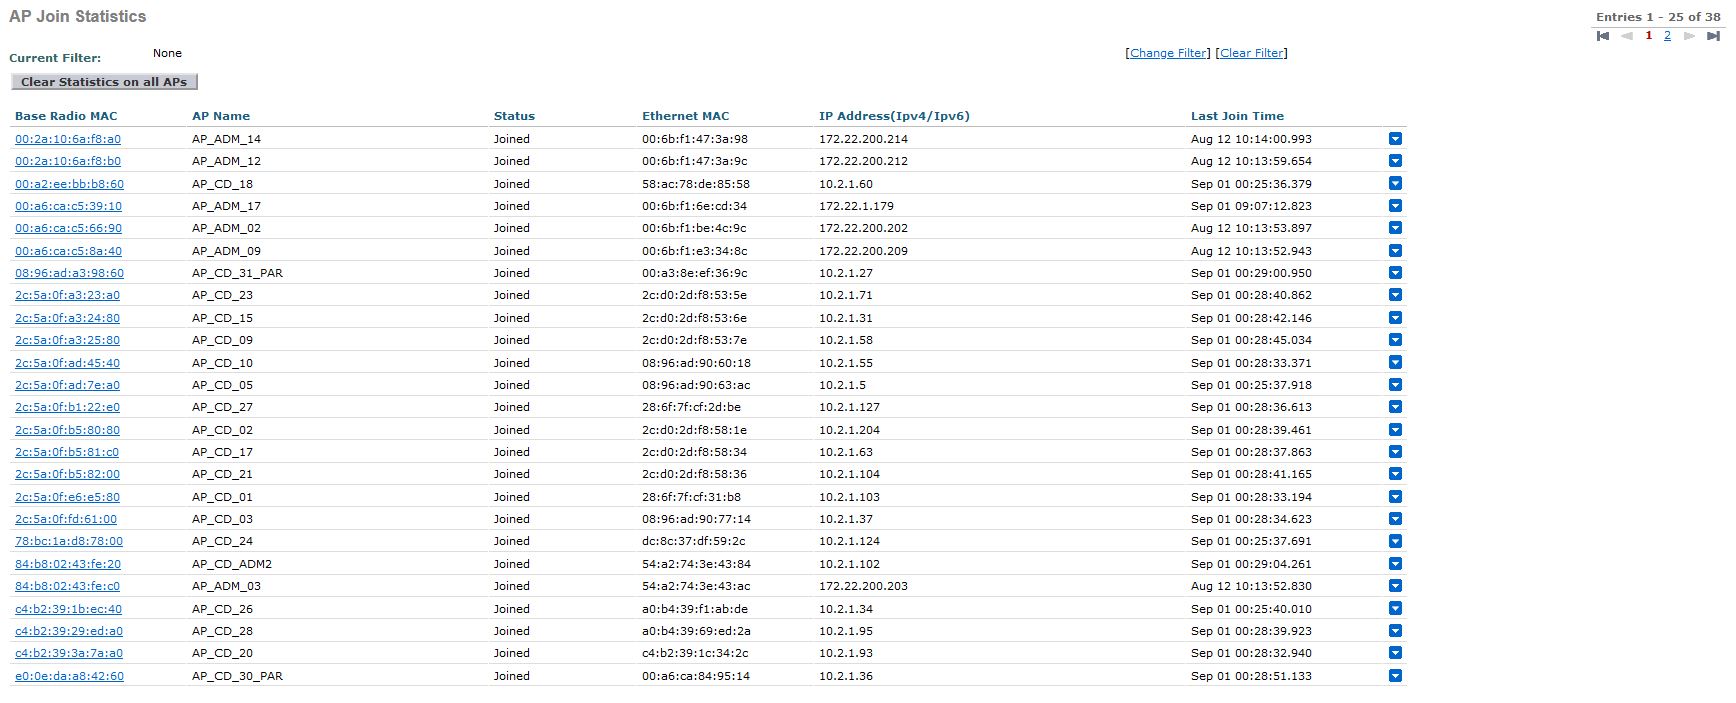 AP Join Statistics
Entries 1 - 25 of 38
1 2
Current Filter: None [Change Filter] [Clear Filter]
Clear Statistics on all APs
Base Radio MAC AP Name Status Ethernet MAC IP Address(Ipv4/Ipv6) Last Join Time
00:2a:10:6a:f8:a0 AP_ADM_14 Joined 00:6b:f1:47:3a:98 172.22.200.214 Aug 12 10:14:00.993
00:2a:10:6a:f8:b0 AP_ADM_12 Joined 00:6b:f1:47:3a:9c 172.22.200.212 Aug 12 10:13:59.654
00:a2:ee:bb:b8:60 AP_CD_18 Joined 58:ac:78:de:85:58 10.2.1.60 Sep 01 00:25:36.379
00:a6:ca:c5:39:10 AP_ADM_17 Joined 00:6b:f1:6e:cd:34 172.22.1.179 Sep 01 09:07:12.823
00:a6:ca:c5:66:90 AP_ADM_02 Joined 00:6b:f1:be:4c:9c 172.22.200.202 Aug 12 10:13:53.897
00:a6:ca:c5:8a:40 AP_ADM_09 Joined 00:6b:f1:e3:34:8c 172.22.200.209 Aug 12 10:13:52.943
08:96:ad:a3:98:60 AP_CD_31_PAR Joined 00:a3:8e:ef:36:9c 10.2.1.27 Sep 01 00:29:00.950
2c:5a:0f:a3:23:a0 AP_CD_23 Joined 2c:d0:2d:f8:53:5e 10.2.1.71 Sep 01 00:28:40.862
2c:5a:0f:a3:24:80 AP_CD_15 Joined 2c:d0:2d:f8:53:6e 10.2.1.31 Sep 01 00:28:42.146
2c:5a:0f:a3:25:80 AP_CD_09 Joined 2c:d0:2d:f8:53:7e 10.2.1.58 Sep 01 00:28:45.034
2c:5a:0f:ad:45:40 AP_CD_10 Joined 08:96:ad:90:60:18 10.2.1.55 Sep 01 00:28:33.371
2c:5a:0f:ad:7e:a0 AP_CD_05 Joined 08:96:ad:90:63:ac 10.2.1.5 Sep 01 00:25:37.918
2c:5a:0f:b1:22:e0 AP_CD_27 Joined 28:6f:7f:cf:2d:be 10.2.1.127 Sep 01 00:28:36.613
2c:5a:0f:b5:80:80 AP_CD_02 Joined 2c:d0:2d:f8:58:1e 10.2.1.204 Sep 01 00:28:39.461
2c:5a:0f:b5:81:c0 AP_CD_17 Joined 2c:d0:2d:f8:58:34 10.2.1.63 Sep 01 00:28:37.863
2c:5a:0f:b5:82:00 AP_CD_21 Joined 2c:d0:2d:f8:58:36 10.2.1.104 Sep 01 00:28:41.165
2c:5a:0f:e6:e5:80 AP_CD_01 Joined 28:6f:7f:cf:31:b8 10.2.1.103 Sep 01 00:28:33.194
2c:5a:0f:fd:61:00 AP_CD_03 Joined 08:96:ad:90:77:14 10.2.1.37 Sep 01 00:28:34.623
78:bc:1a:d8:78:00 AP_CD_24 Joined dc:8c:37:df:59:2c 10.2.1.124 Sep 01 00:25:37.691
84:b8:02:43:fe:20 AP_CD_ADM2 Joined 54:a2:74:3e:43:84 10.2.1.102 Sep 01 00:29:04.261
84:b8:02:43:fe:c0 AP_ADM_03 Joined 54:a2:74:3e:43:ac 172.22.200.203 Aug 12 10:13:52.830
c4:b2:39:1b:ec:40 AP_CD_26 Joined a0:b4:39:f1:ab:de 10.2.1.34 Sep 01 00:25:40.010
c4:b2:39:29:ed:a0 AP_CD_28 Joined a0:b4:39:69:ed:2a 10.2.1.95 Sep 01 00:28:39.923
c4:b2:39:3a:7a:a0 AP_CD_20 Joined c4:b2:39:1c:34:2c 10.2.1.93 Sep 01 00:28:32.940
e0:0e:da:a8:42:60 AP_CD_30_PAR Joined 00:a6:ca:84:95:14 10.2.1.36 Sep 01 00:28:51.133